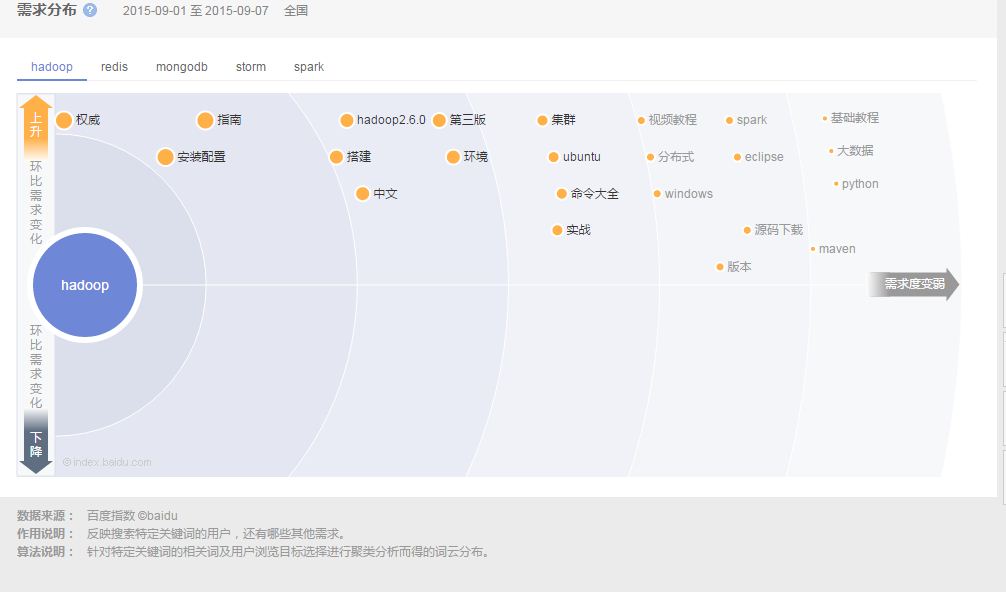 需求分布 ? 2015-09-01 至 2015-09-07 全国
hadoop redis mongodb storm spark
上升
环比需求变化
权威 指南 hadoop2.6.0 第三版 集群 视频教程 spark 基础教程
安装配置 搭建 环境 ubuntu 分布式 eclipse 大数据
中文 命令大全 windows python
实战 源码下载
maven
版本
hadoop
需求度变弱
环比需求变化
下降
©index.baidu.com
数据来源： 百度指数 ©baidu
作用说明： 反映搜索特定关键词的用户，还有哪些其他需求。
算法说明： 针对特定关键词的相关词及用户浏览目标选择进行聚类分析而得的词云分布。